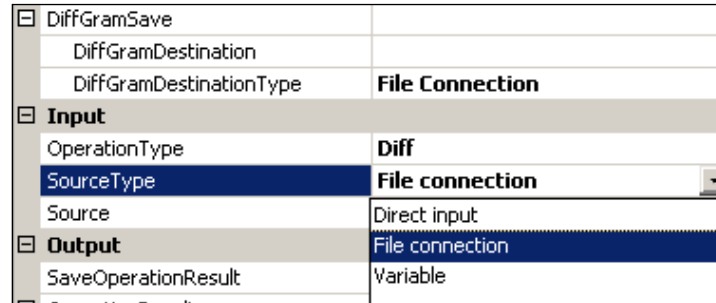 DiffGramSave
DiffGramDestination
DiffGramDestinationType File Connection
Input
OperationType Diff
SourceType File connection
Source Direct input
Output File connection
SaveOperationResult Variable